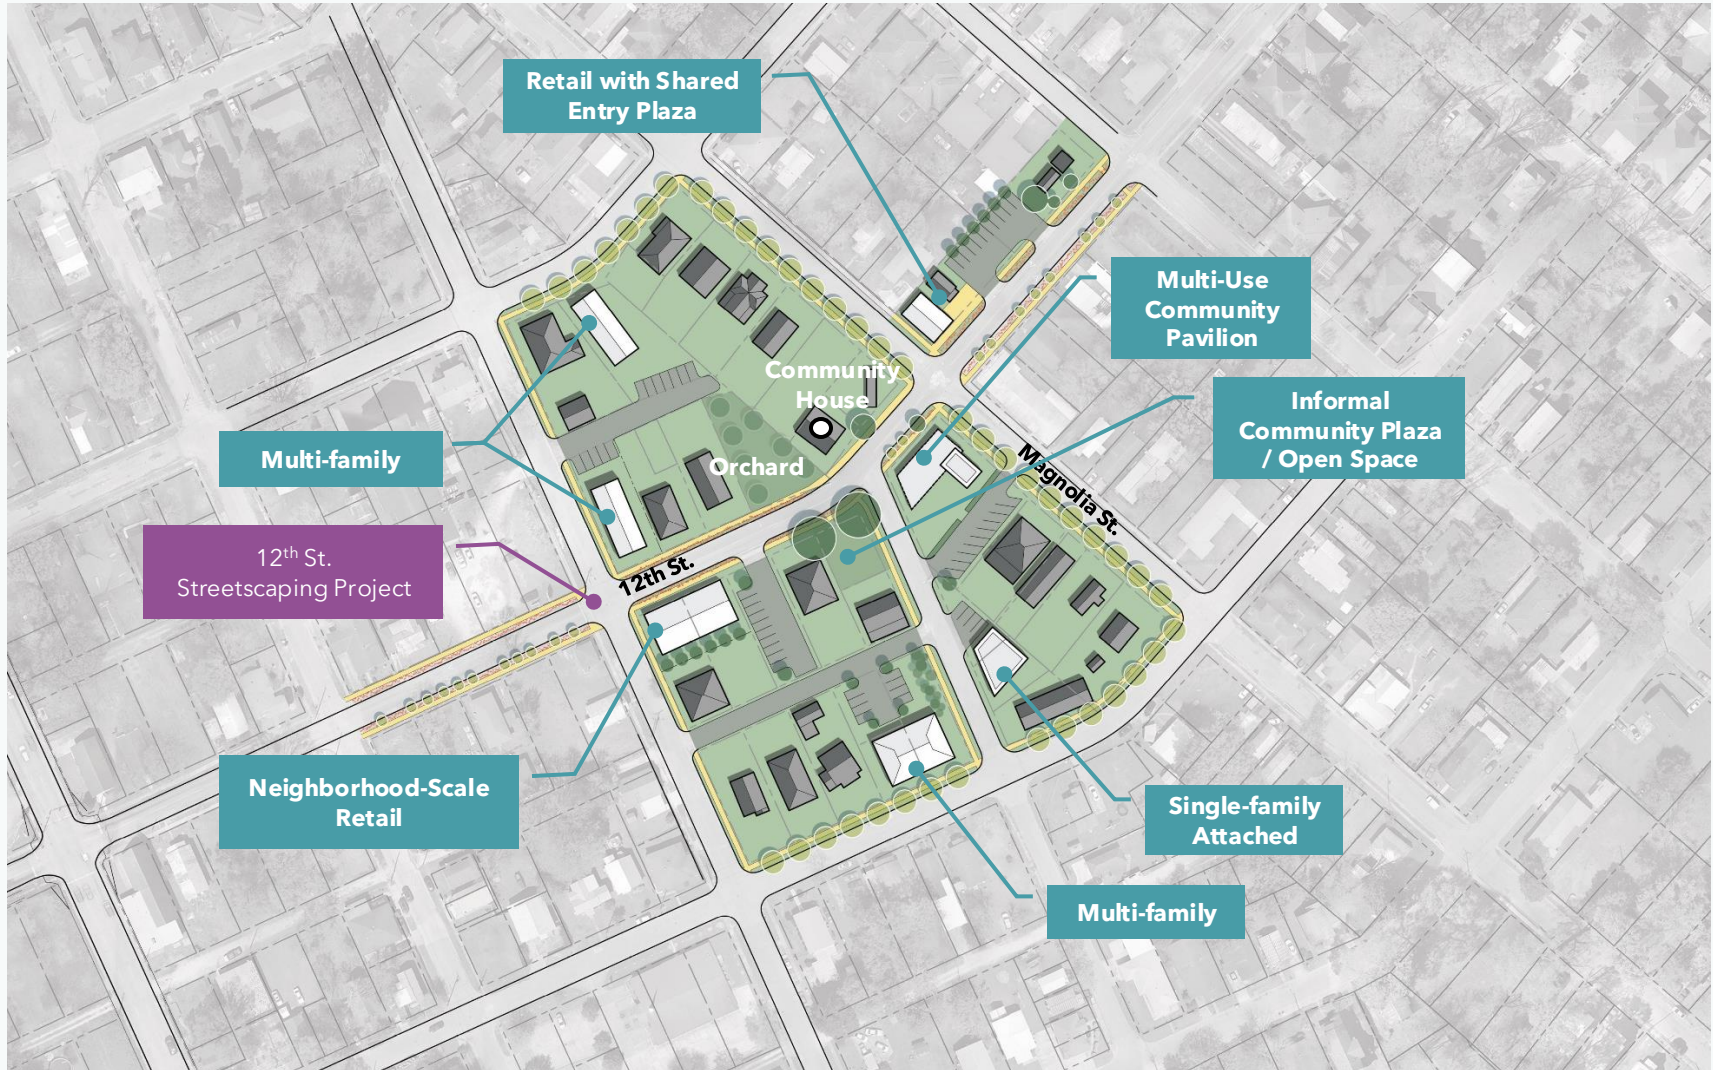 Retail with Shared
Entry Plaza
Multi-Use
Community
Pavilion
Community
House
Informal
Community Plaza
/ Open Space
Multi-family
Orchard
Magnolia St.
12th St.
Streetscaping Project
12th St.
Neighborhood-Scale
Retail
Single-family
Attached
Multi-family